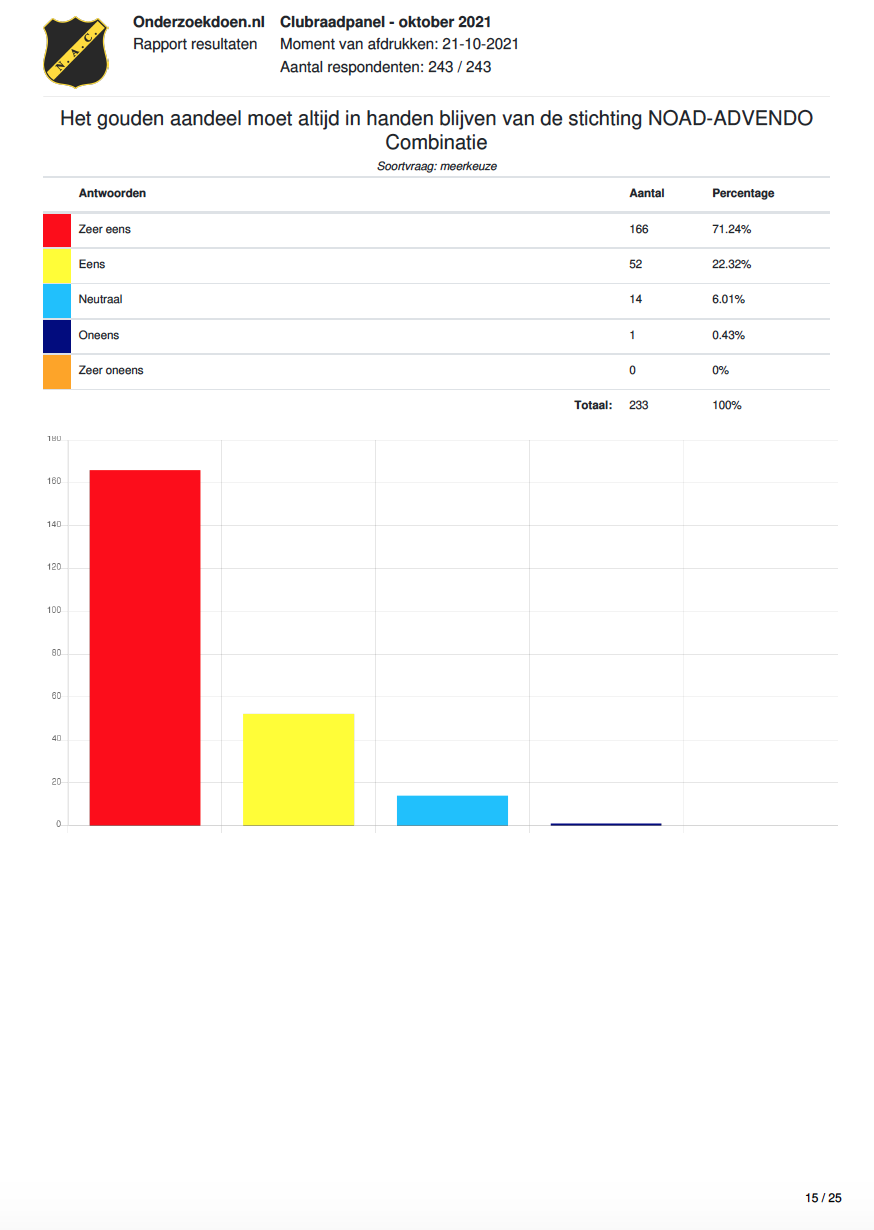 N.A.C.
Onderzoekdoen.nl
Rapport resultaten
Clubraadpanel - oktober 2021
Moment van afdrukken: 21-10-2021
Aantal respondenten: 243 / 243
Het gouden aandeel moet altijd in handen blijven van de stichting NOAD-ADVENDO
Combinatie
Soortvraag: meerkeuze
Antwoorden Aantal Percentage
Zeer eens 166 71.24%
Eens 52 22.32%
Neutraal 14 6.01%
Oneens 1 0.43%
Zeer oneens 0 0%
Totaal: 233 100%
180
160
140
120
100
80
60
40
20
0
15 / 25